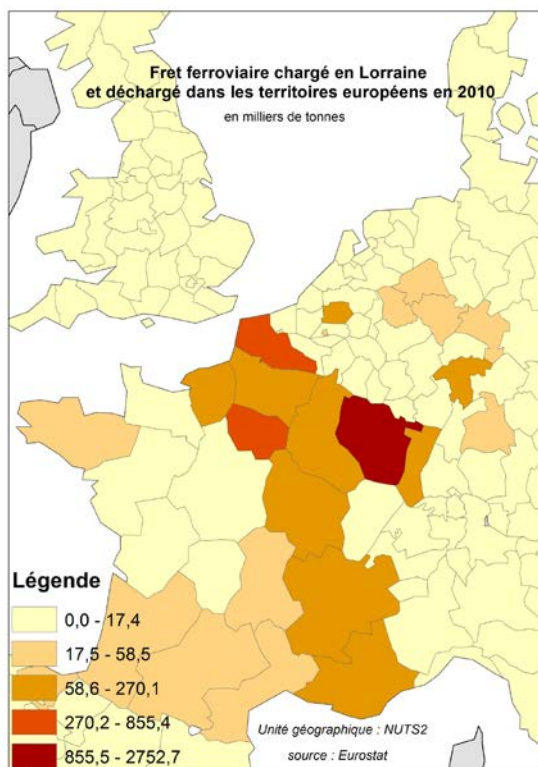 Fret ferroviaire chargé en Lorraine
et déchargé dans les territoires européens en 2010
en milliers de tonnes
Légende
0,0 - 17,4
17,5 - 58,5
58,6 - 270,1
270,2 - 855,4
855,5 - 2752,7
Unité géographique : NUTS2
source : Eurostat